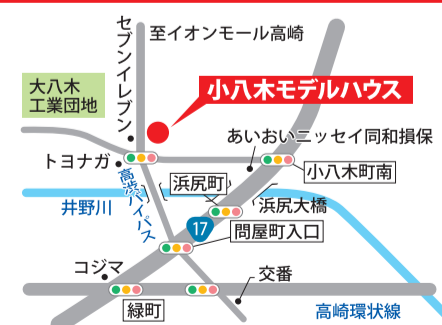 セブンイレブン
至イオンモール高崎
大八木
工業団地
小八木モデルハウス
あいおいニッセイ同和損保
トヨナガ
小八木町南
高渋バイパス
浜尻町
井野川
浜尻大橋
17
問屋町入口
コジマ
交番
緑町
高崎環状線